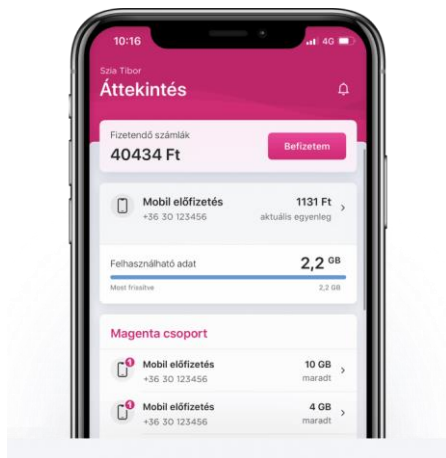 10:16
4G
Szia Tibor
Áttekintés
Fizetendő számlák
40434 Ft
Befizetem
Mobil előfizetés
1131 Ft
+36 30 123456
aktuális egyenleg
Felhasználható adat
2,2 GB
Most frissítve
2,2 GB
Magenta csoport
1
Mobil előfizetés
10 GB
+36 30 123456
maradt
1
Mobil előfizetés
4 GB
+36 30 123456
maradt